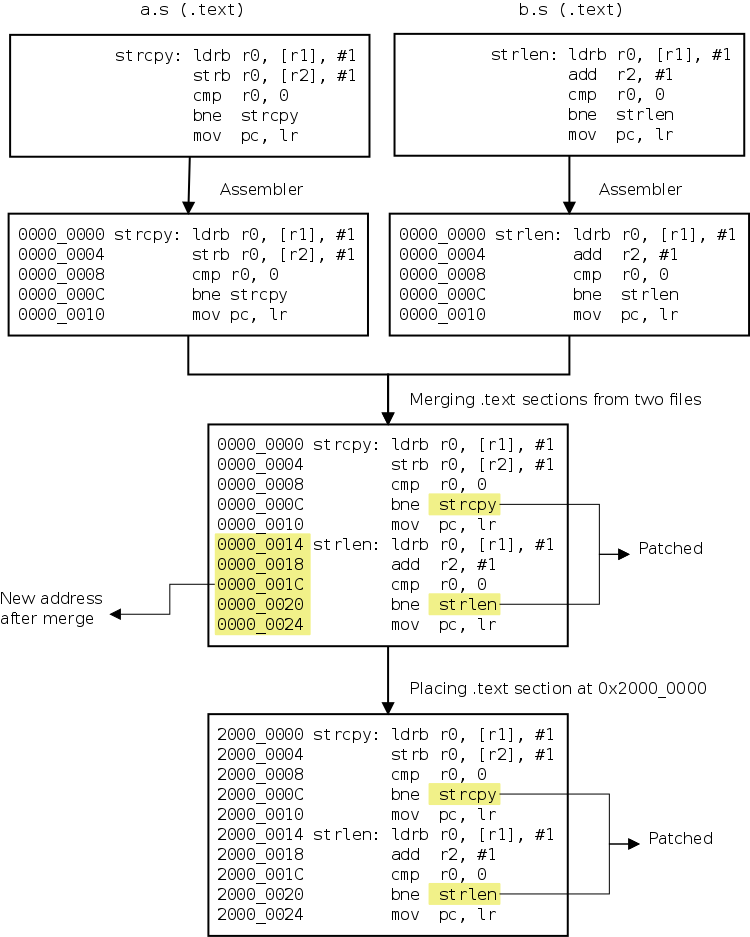 a.s (.text)
strcpy: ldrb r0, [r1], #1
strb r0, [r2], #1
cmp r0, 0
bne strcpy
mov pc, lr
b.s (.text)
strlen: ldrb r0, [r1], #1
add r2, #1
cmp r0, 0
bne strlen
mov pc, lr
Assembler
Assembler
0000_0000 strcpy: ldrb r0, [r1], #1
0000_0004 strb r0, [r2], #1
0000_0008 cmp r0, 0
0000_000C bne strcpy
0000_0010 mov pc, lr
0000_0000 strlen: ldrb r0, [r1], #1
0000_0004 add r2, #1
0000_0008 cmp r0, 0
0000_000C bne strlen
0000_0010 mov pc, lr
Merging .text sections from two files
0000_0000 strcpy: ldrb r0, [r1], #1
0000_0004 strb r0, [r2], #1
0000_0008 cmp r0, 0
0000_000C bne strcpy
0000_0010 mov pc, lr
0000_0014 strlen: ldrb r0, [r1], #1
0000_0018 add r2, #1
0000_001C cmp r0, 0
0000_0020 bne strlen
0000_0024 mov pc, lr
Patched
New address
after merge
Placing .text section at 0x2000_0000
2000_0000 strcpy: ldrb r0, [r1], #1
2000_0004 strb r0, [r2], #1
2000_0008 cmp r0, 0
2000_000C bne strcpy
2000_0010 mov pc, lr
2000_0014 strlen: ldrb r0, [r1], #1
2000_0018 add r2, #1
2000_001C cmp r0, 0
2000_0020 bne strlen
2000_0024 mov pc, lr
Patched